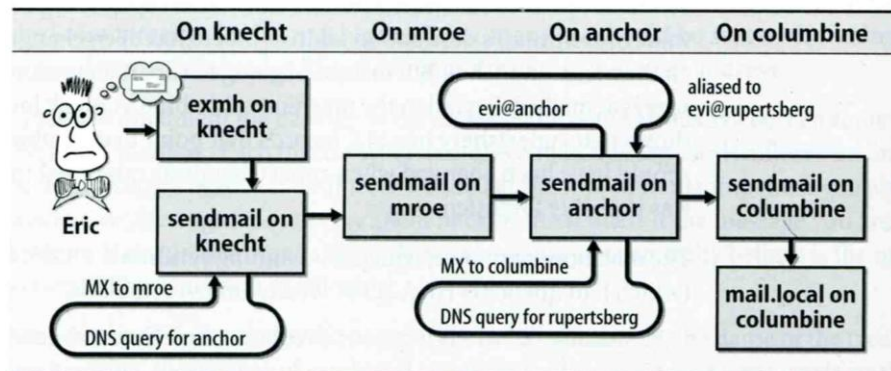 On knecht
On mroe
On anchor
On columbine
exmh on
knecht
Eric
sendmail on
knecht
MX to mroe
DNS query for anchor
sendmail on
mroe
evi@anchor
aliased to
evi@rupertsberg
sendmail on
anchor
MX to columbine
DNS query for rupertsberg
sendmail on
columbine
mail.local on
columbine